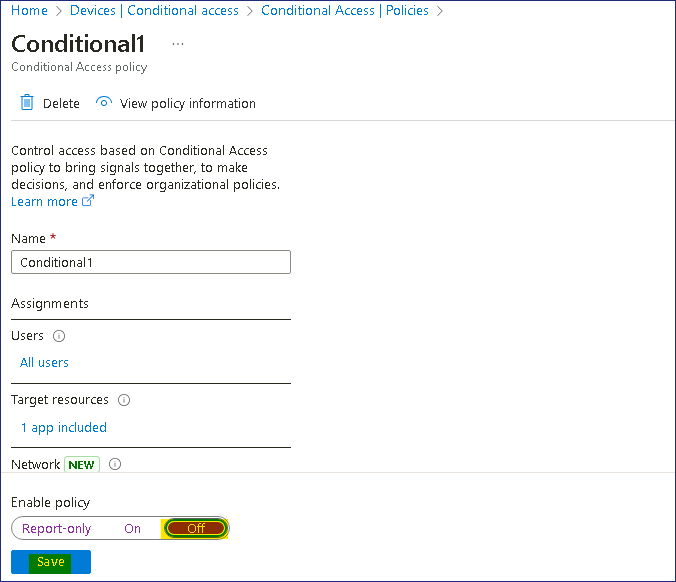 Home > Devices | Conditional access > Conditional Access | Policies >
Conditional1 ...
Conditional Access policy
Delete View policy information
Control access based on Conditional Access
policy to bring signals together, to make
decisions, and enforce organizational policies.
Learn more
Name *
Conditional1
Assignments
Users
All users
Target resources
1 app included
Network NEW
Enable policy
Report-only On Off
Save